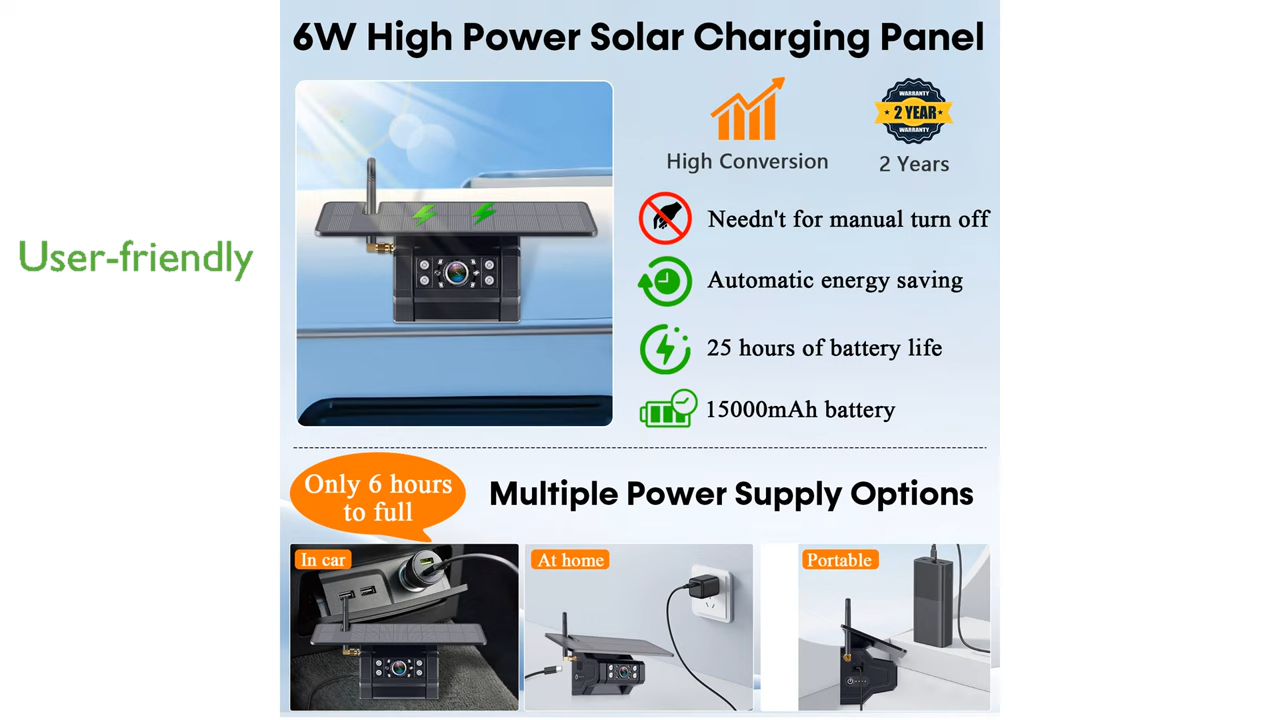 6W High Power Solar Charging Panel
WARRANTY
2 YEAR
WARRANTY
High Conversion
2 Years
Needn't for manual turn off
User-friendly
Automatic energy saving
25 hours of battery life
15000mAh battery
Only 6 hours
to full
Multiple Power Supply Options
In car
At home
Portable